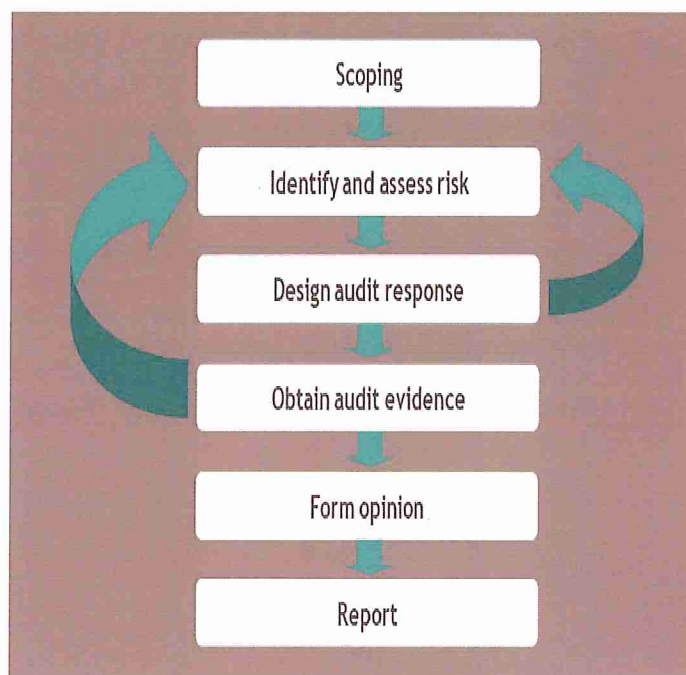 Scoping
Identify and assess risk
Design audit response
Obtain audit evidence
Form opinion
Report